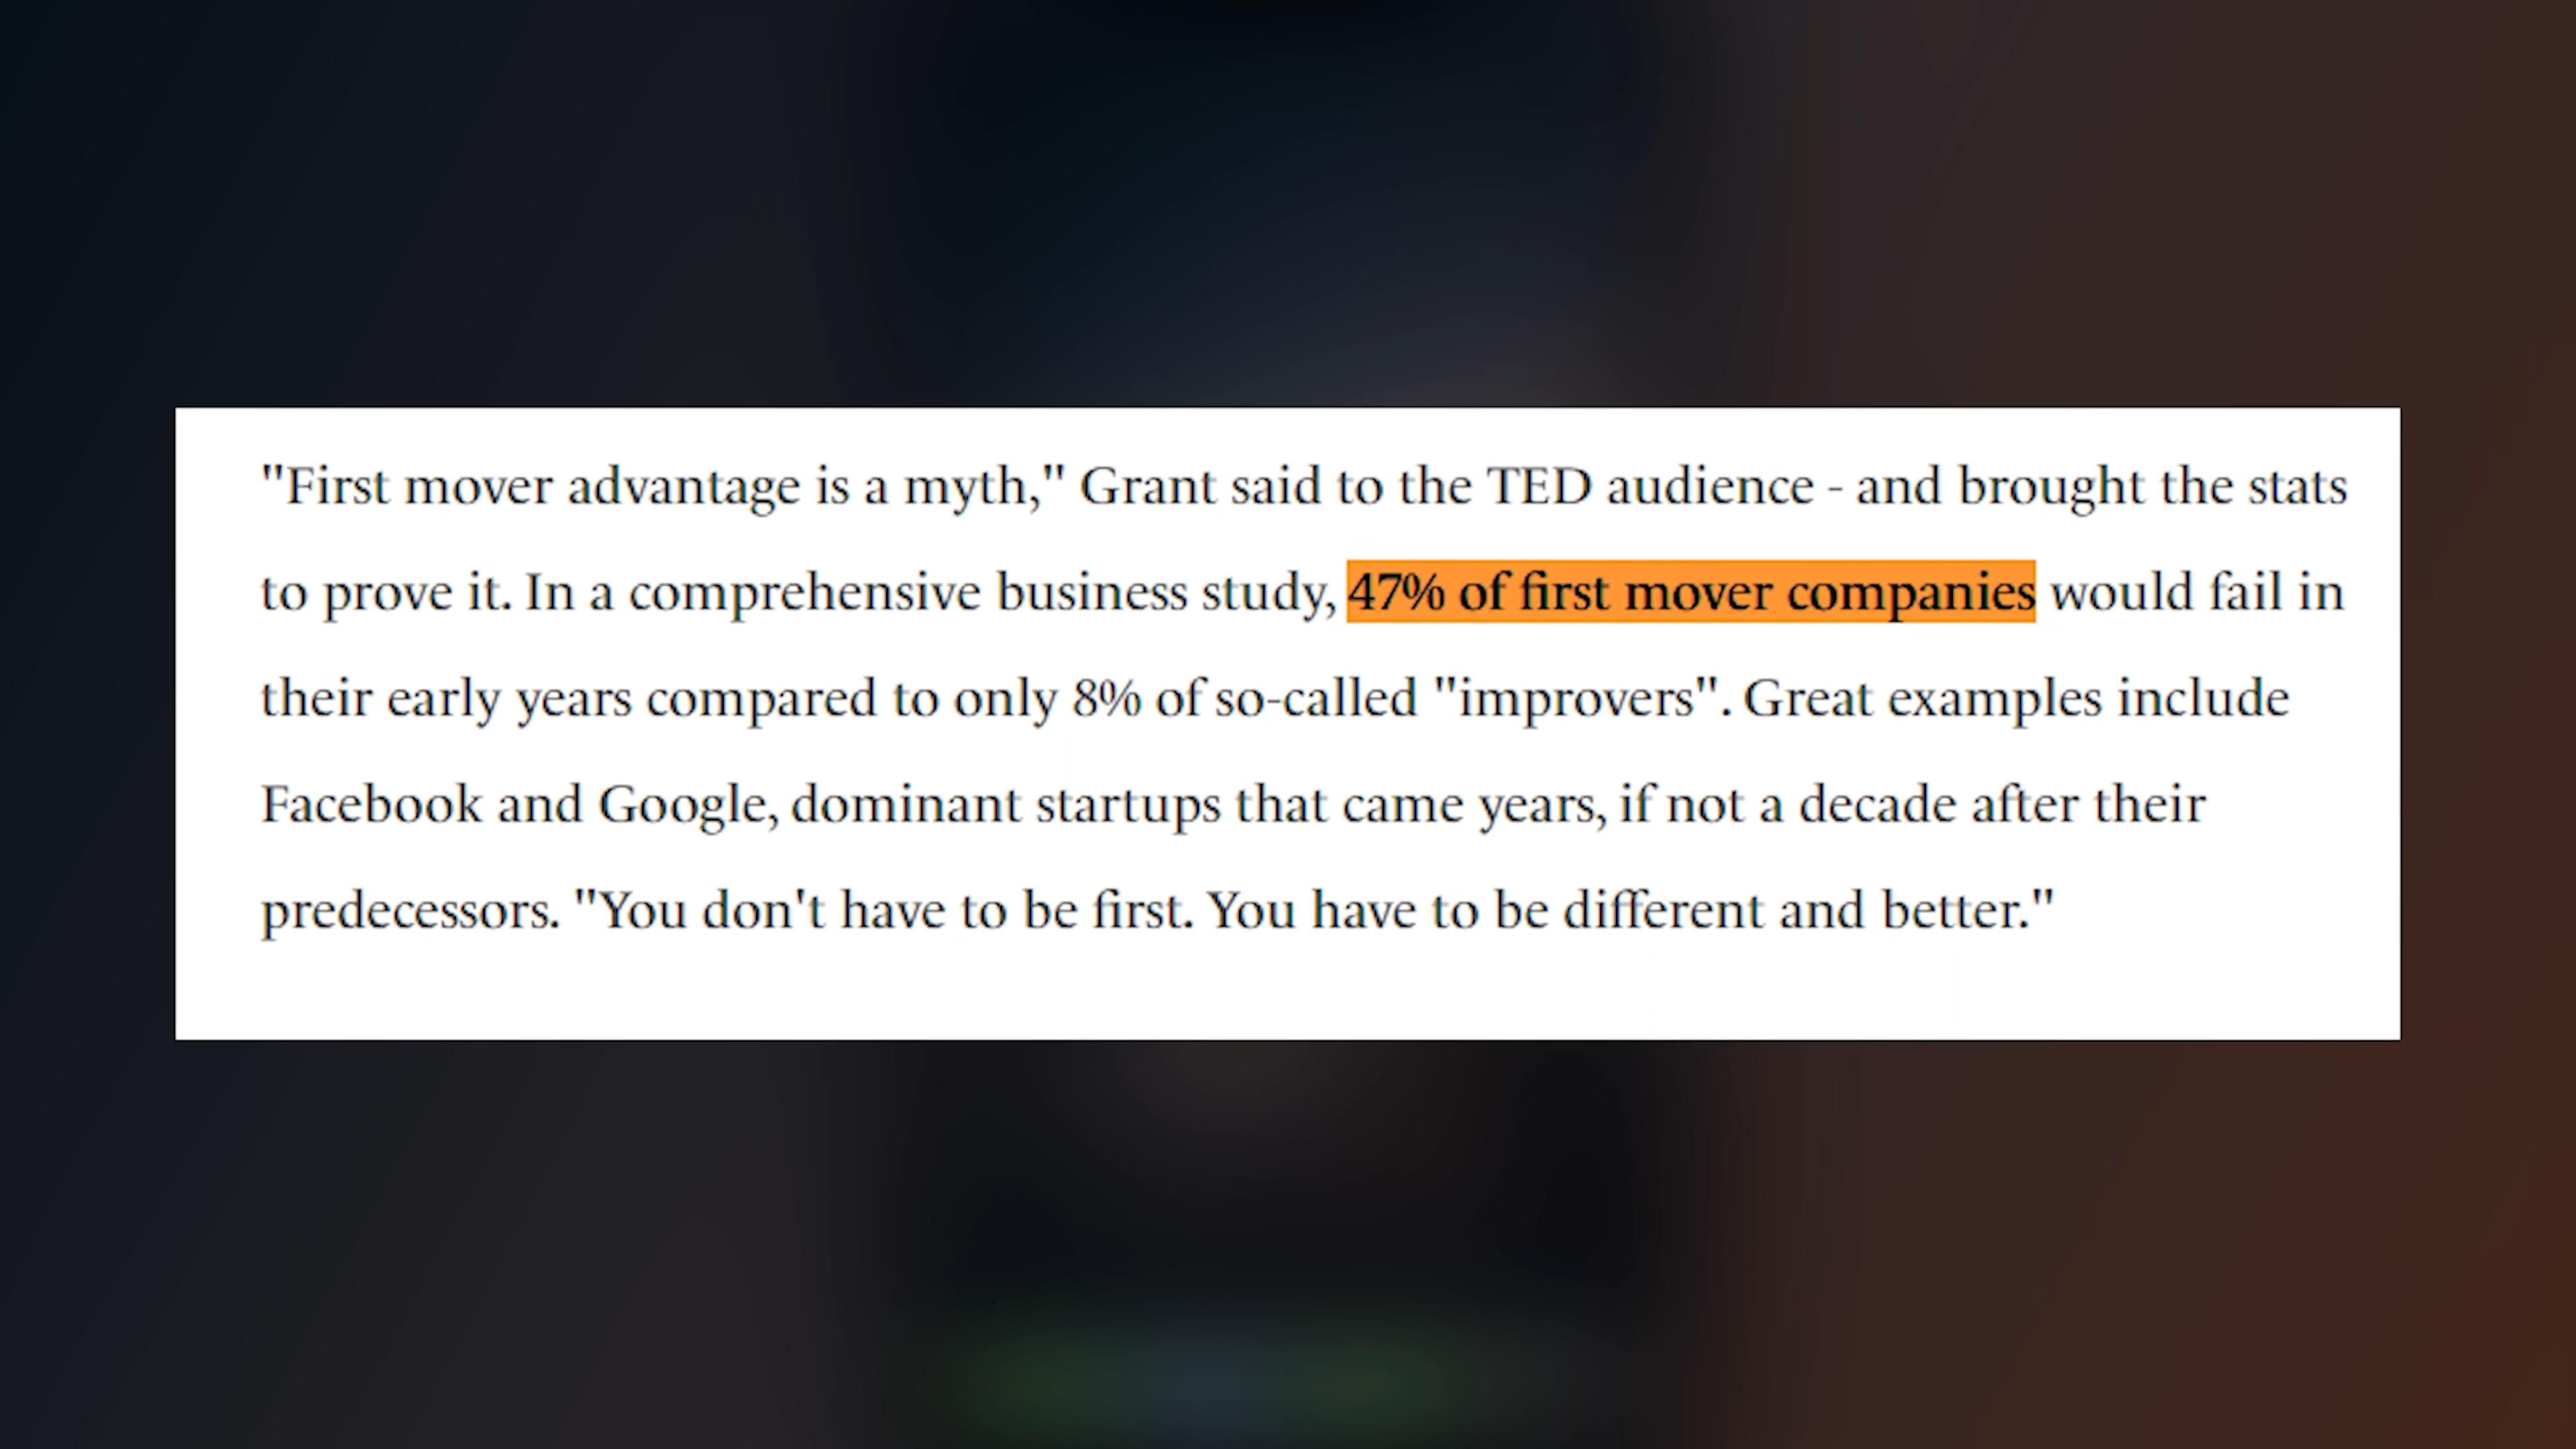 "First mover advantage is a myth," Grant said to the TED audience - and brought the stats
to prove it. In a comprehensive business study, 47% of first mover companies would fail in
their early years compared to only 8% of so-called "improvers". Great examples include
Facebook and Google, dominant startups that came years, if not a decade after their
predecessors. "You don't have to be first. You have to be different and better."